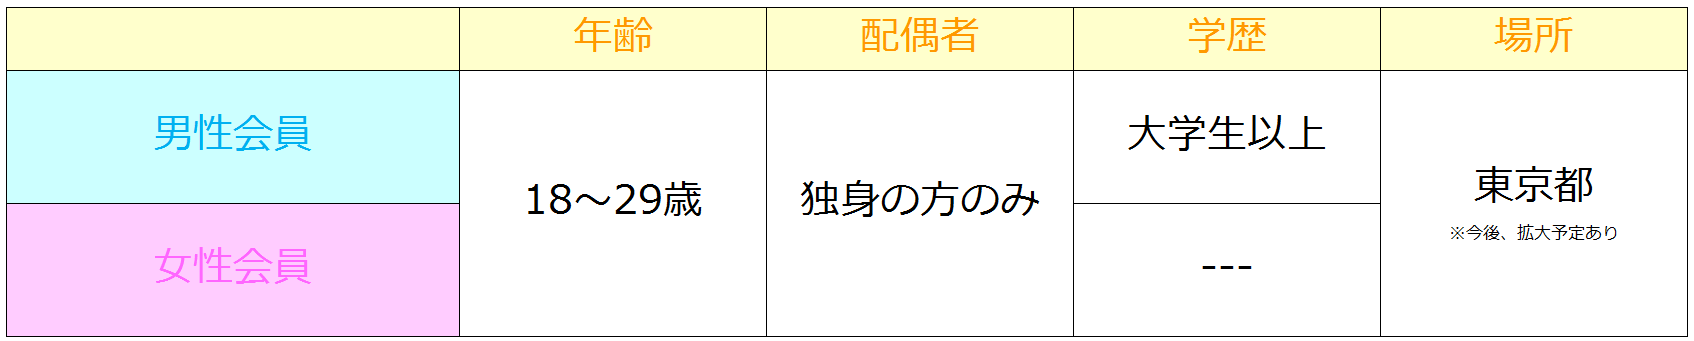 年齢 配偶者 学歴 場所
男性会員 大学生以上
18～29歳 独身の方のみ 東京都
※今後、拡大予定あり
女性会員 ---